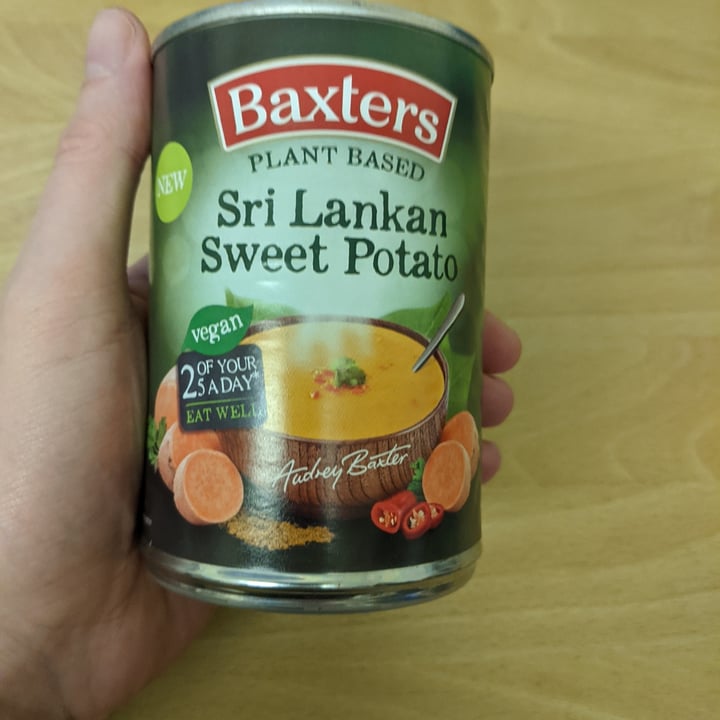 Baxters
PLANT BASED
NEW
Sri Lankan
Sweet Potato
vegan
2 OF YOUR
5 A DAY*
EAT WELL
Audrey Baxter